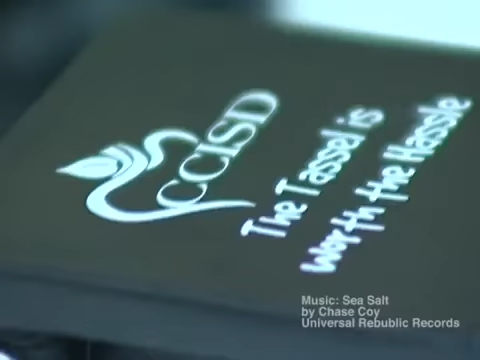 CCISD
The Tassel is
Worth the Hassle
Music: Sea Salt
by Chase Coy
Universal Rebublic Records